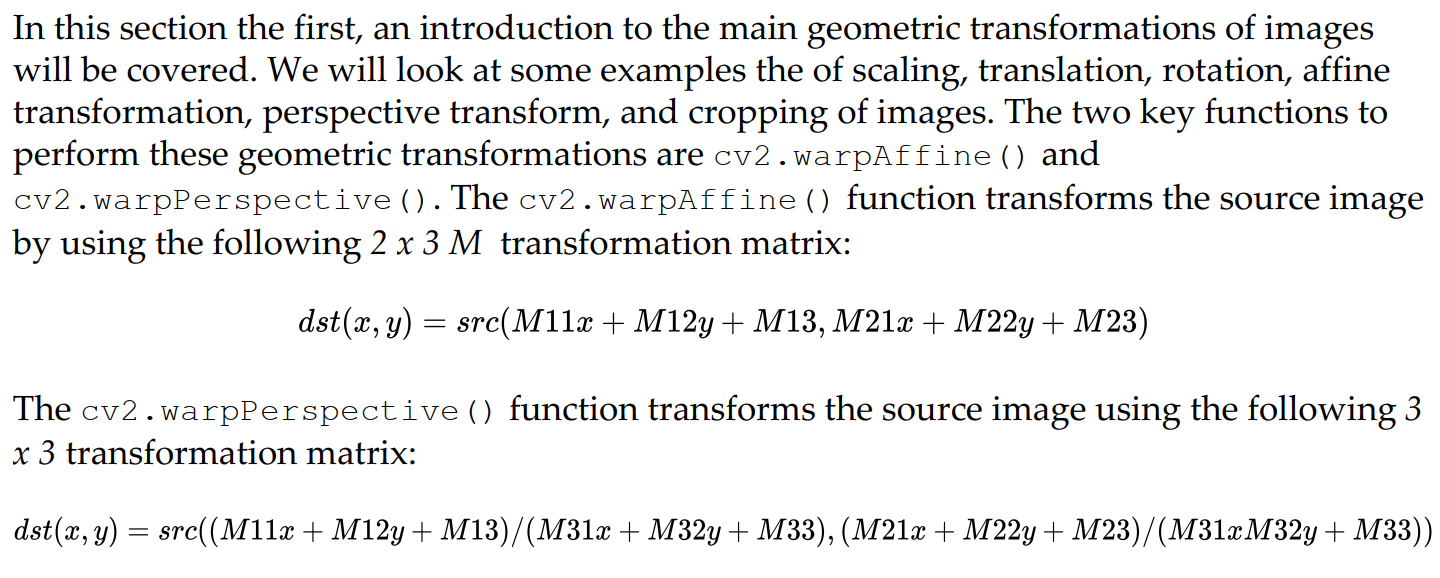 In this section the first, an introduction to the main geometric transformations of images
will be covered. We will look at some examples the of scaling, translation, rotation, affine
transformation, perspective transform, and cropping of images. The two key functions to
perform these geometric transformations are cv2.warpAffine() and
cv2.warpPerspective(). The cv2.warpAffine() function transforms the source image
by using the following 2 x 3 M transformation matrix:
dst(x, y) = src(M11x + M12y + M13, M21x + M22y + M23)
The cv2.warpPerspective() function transforms the source image using the following 3
x 3 transformation matrix:
dst(x, y) = src((M11x + M12y + M13)/(M31x + M32y + M33), (M21x + M22y + M23)/(M31xM32y + M33))